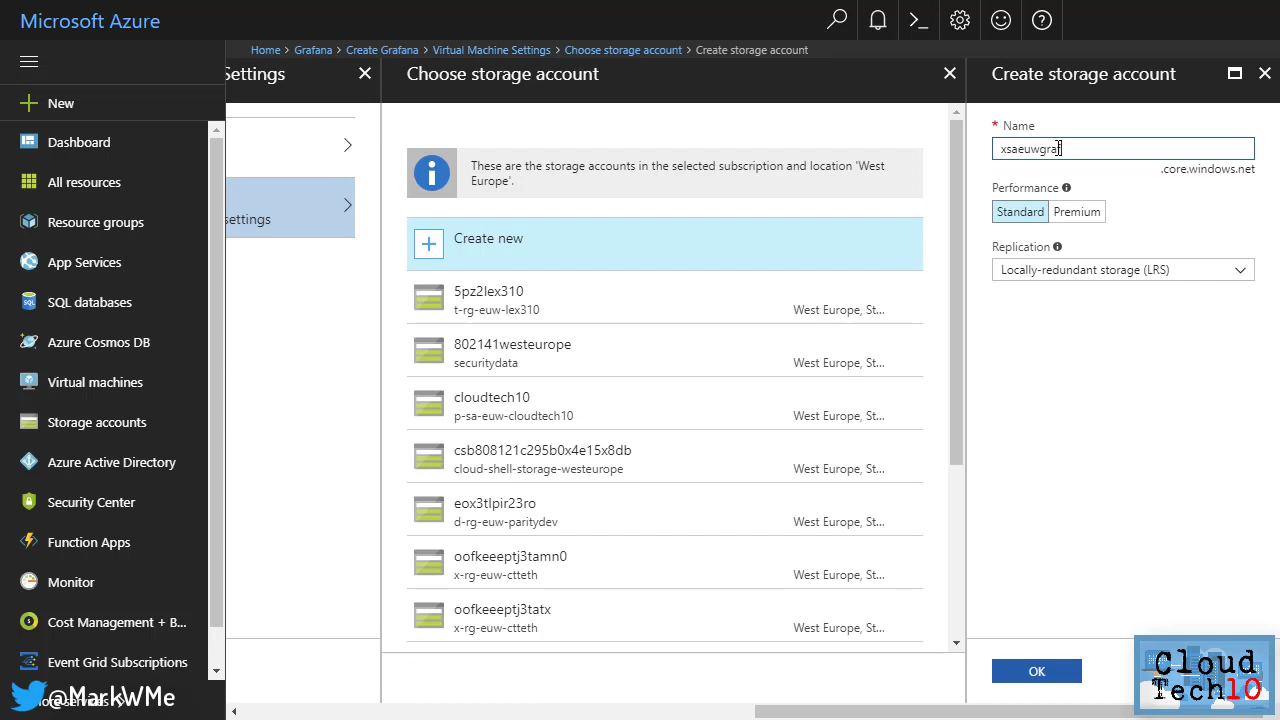 Microsoft Azure
Home > Grafana > Create Grafana > Virtual Machine Settings > Choose storage account > Create storage account
New
Dashboard
All resources
Resource groups
App Services
SQL databases
Azure Cosmos DB
Virtual machines
Storage accounts
Azure Active Directory
Security Center
Function Apps
Monitor
Cost Management + B...
Event Grid Subscriptions
@MarkWMe
Settings
settings
Choose storage account
These are the storage accounts in the selected subscription and location 'West
Europe'.
Create new
5pz2lex310
t-rg-euw-lex310 West Europe, St...
802141westeurope
securitydata West Europe, St...
cloudtech10
p-sa-euw-cloudtech10 West Europe, St...
csb808121c295b0x4e15x8db
cloud-shell-storage-westeurope West Europe, St...
eox3tlpir23ro
d-rg-euw-paritydev West Europe, St...
oofkeeeptj3tamn0
x-rg-euw-ctteth West Europe, St...
oofkeeeptj3tatx
x-rg-euw-ctteth West Europe, St...
Create storage account
* Name
xsaeuwgraf
.core.windows.net
Performance
Standard Premium
Replication
Locally-redundant storage (LRS)
OK
Cloud
Tech10